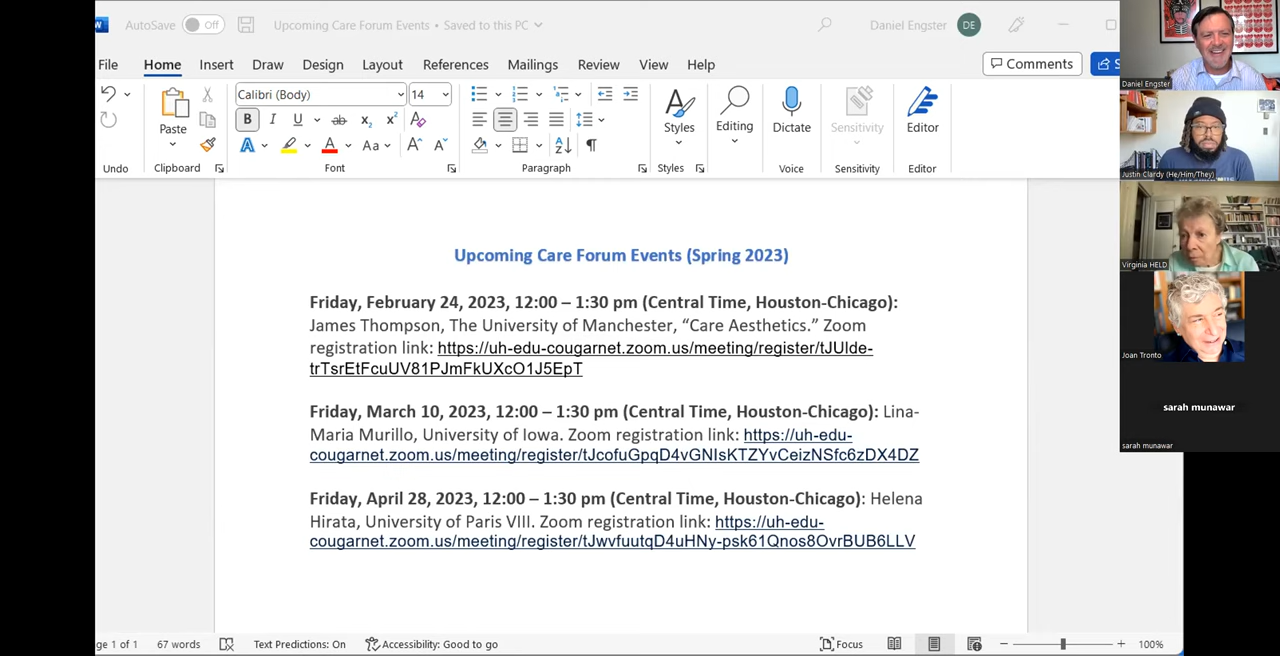 AutoSave Off Upcoming Care Forum Events • Saved to this PC Daniel Engster DE
File Home Insert Draw Design Layout References Mailings Review View Help Comments
Calibri (Body) 14
Paste Styles Editing Dictate Sensitivity Editor
B I U ab x₂ x²
A A Aa A A
Undo Clipboard Font Paragraph Styles Voice Sensitivity Editor
Upcoming Care Forum Events (Spring 2023)
Friday, February 24, 2023, 12:00 – 1:30 pm (Central Time, Houston-Chicago):
James Thompson, The University of Manchester, “Care Aesthetics.” Zoom
registration link: https://uh-edu-cougarnet.zoom.us/meeting/register/tJUlde-
trTsrEtFcuUV81PJmFkUXcO1J5EpT
Friday, March 10, 2023, 12:00 – 1:30 pm (Central Time, Houston-Chicago): Lina-
Maria Murillo, University of Iowa. Zoom registration link: https://uh-edu-
cougarnet.zoom.us/meeting/register/tJcofuGpqD4vGNIsKTZYvCeizNSfc6zDX4DZ
Friday, April 28, 2023, 12:00 – 1:30 pm (Central Time, Houston-Chicago): Helena
Hirata, University of Paris VIII. Zoom registration link: https://uh-edu-
cougarnet.zoom.us/meeting/register/tJwvfuutqD4uHNy-psk61Qnos8OvrBUB6LLV
ge 1 of 1 67 words Text Predictions: On Accessibility: Good to go Focus 100%
Daniel Engster
Justin Clardy (He/Him/They)
Virginia HELD
Joan Tronto
sarah munawar
sarah munawar